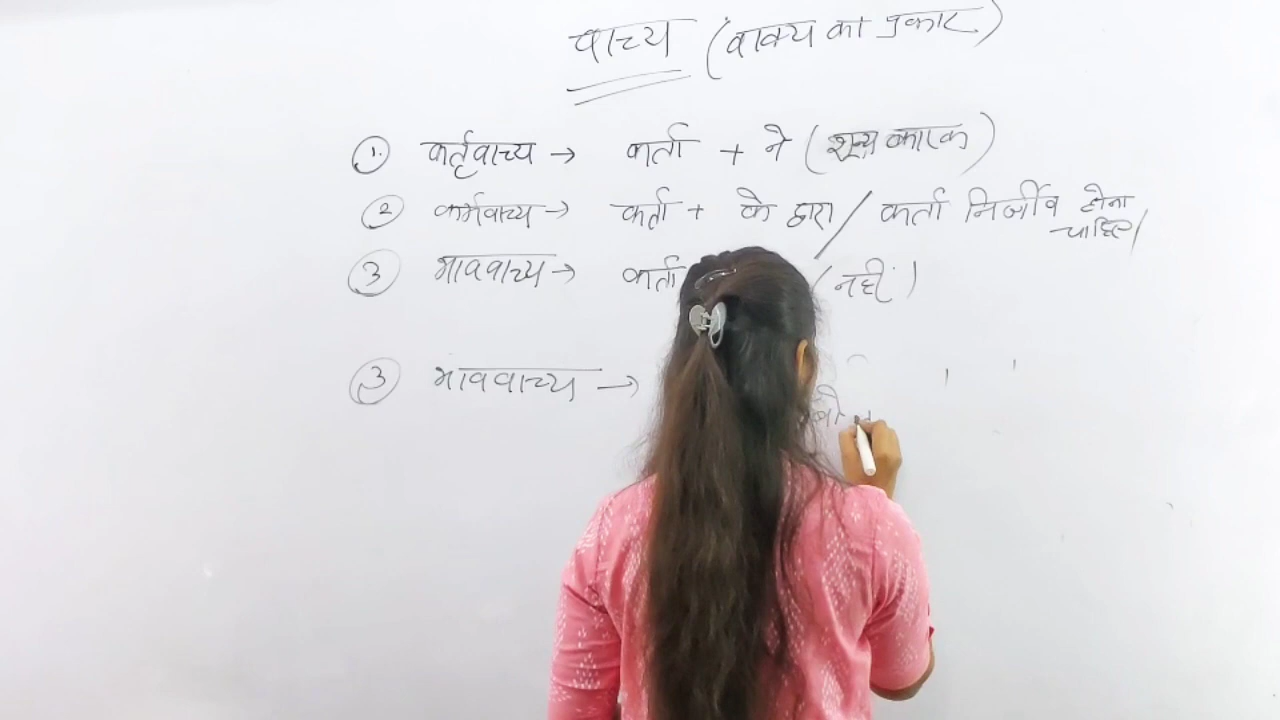 वाच्य (वाक्य का प्रकार)
1. कर्तृवाच्य → कर्ता + ने (शून्य कारक)
2 कर्मवाच्य → कर्ता + के द्वारा / कर्ता निर्जीव होना चाहिए।
3 भाववाच्य → कर्ता (नहीं)
3 भाववाच्य →